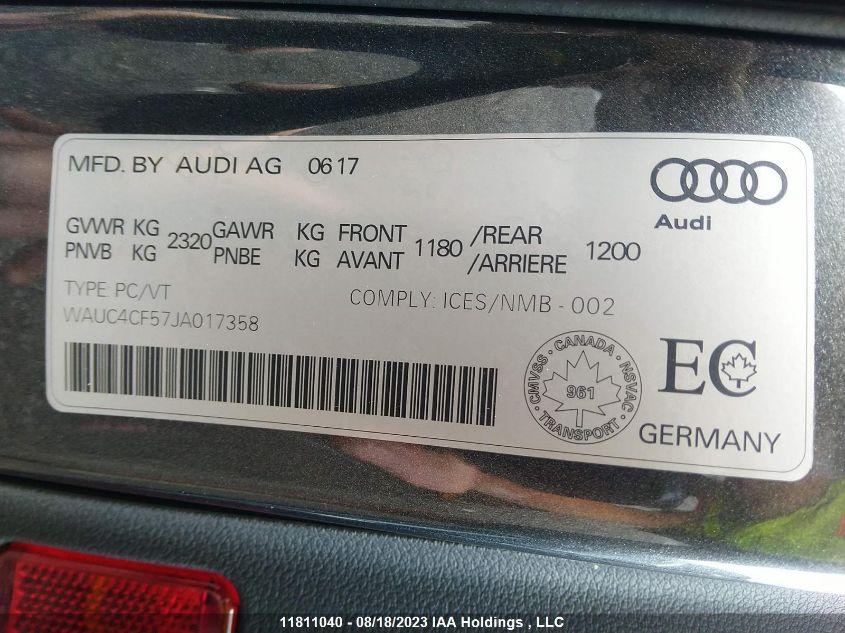 MFD. BY AUDI AG 06 17
Audi
GVWR KG 2320 GAWR KG FRONT 1180 /REAR 1200
PNVB KG PNBE KG AVANT /ARRIERE
TYPE: PC/VT COMPLY: ICES/NMB - 002
WAUC4CF57JA017358
CANADA
CMVSS NSVAC
961
TRANSPORT
EC
GERMANY
11811040 - 08/18/2023 IAA Holdings , LLC